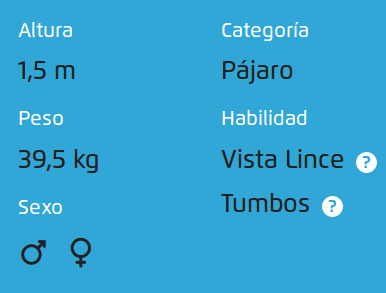 Altura
1,5 m
Peso
39,5 kg
Sexo
♂ ♀
Categoría
Pájaro
Habilidad
Vista Lince ?
Tumbos ?